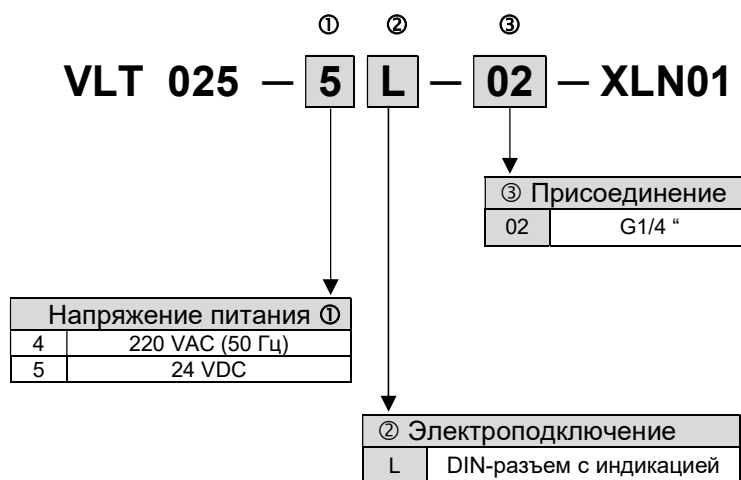 ① ② ③
VLT 025 – 5 L – 02 – XLN01
③ Присоединение
02 G1/4 “
Напряжение питания ①
4 220 VAC (50 Гц)
5 24 VDC
② Электроподключение
L DIN-разъем с индикацией